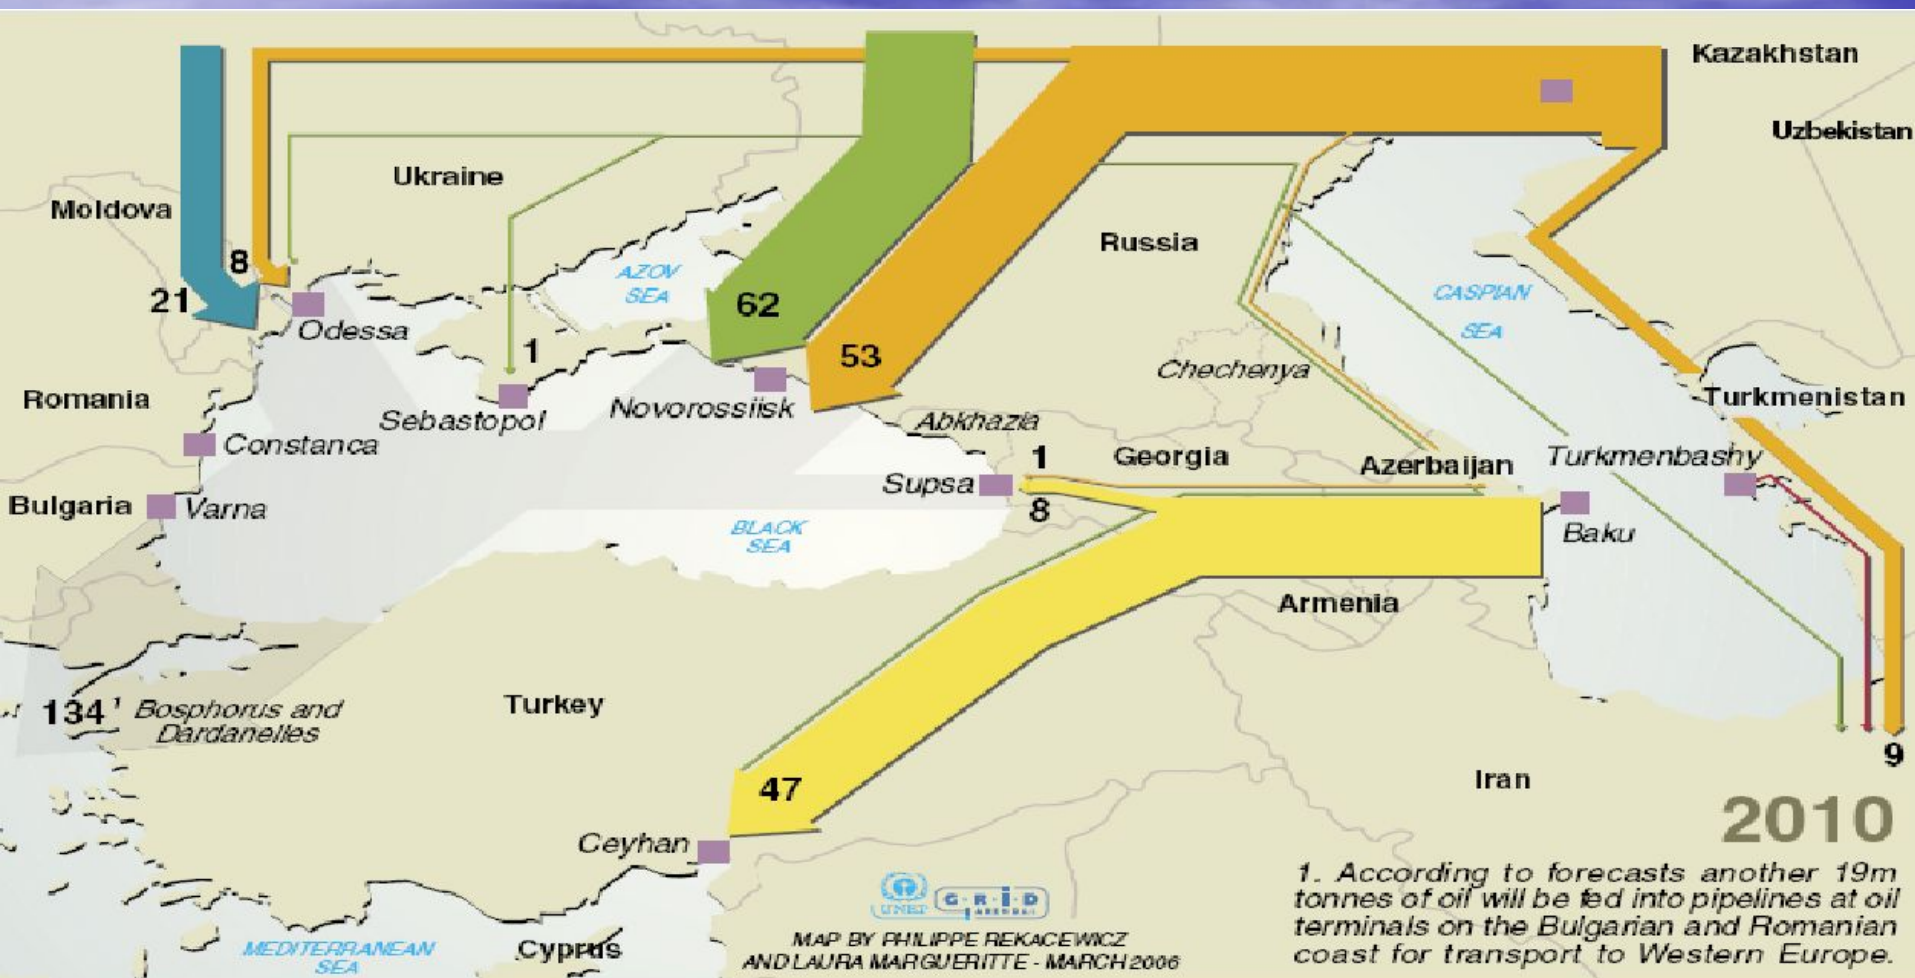 Kazakhstan
Uzbekistan
Ukraine
Moldova
Russia
8
21
AZOV
SEA
62
CASPIAN
SEA
Odessa
1
53
Chechenya
Romania
Sebastopol
Novorossiisk
Turkmenistan
Abkhazia
Constanca
1
Georgia
Azerbaijan
Turkmenbashy
Supsa
Bulgaria
Varna
8
BLACK
SEA
Baku
Armenia
134 1
Bosphorus and
Dardanelles
Turkey
9
47
Iran
2010
Ceyhan
1. According to forecasts another 19m
tonnes of oil will be fed into pipelines at oil
terminals on the Bulgarian and Romanian
coast for transport to Western Europe.
UNEP
G R I D
MAP BY PHILIPPE REKACEWICZ
AND LAURA MARGUERITTE - MARCH 2006
MEDITERRANEAN
SEA
Cyprus